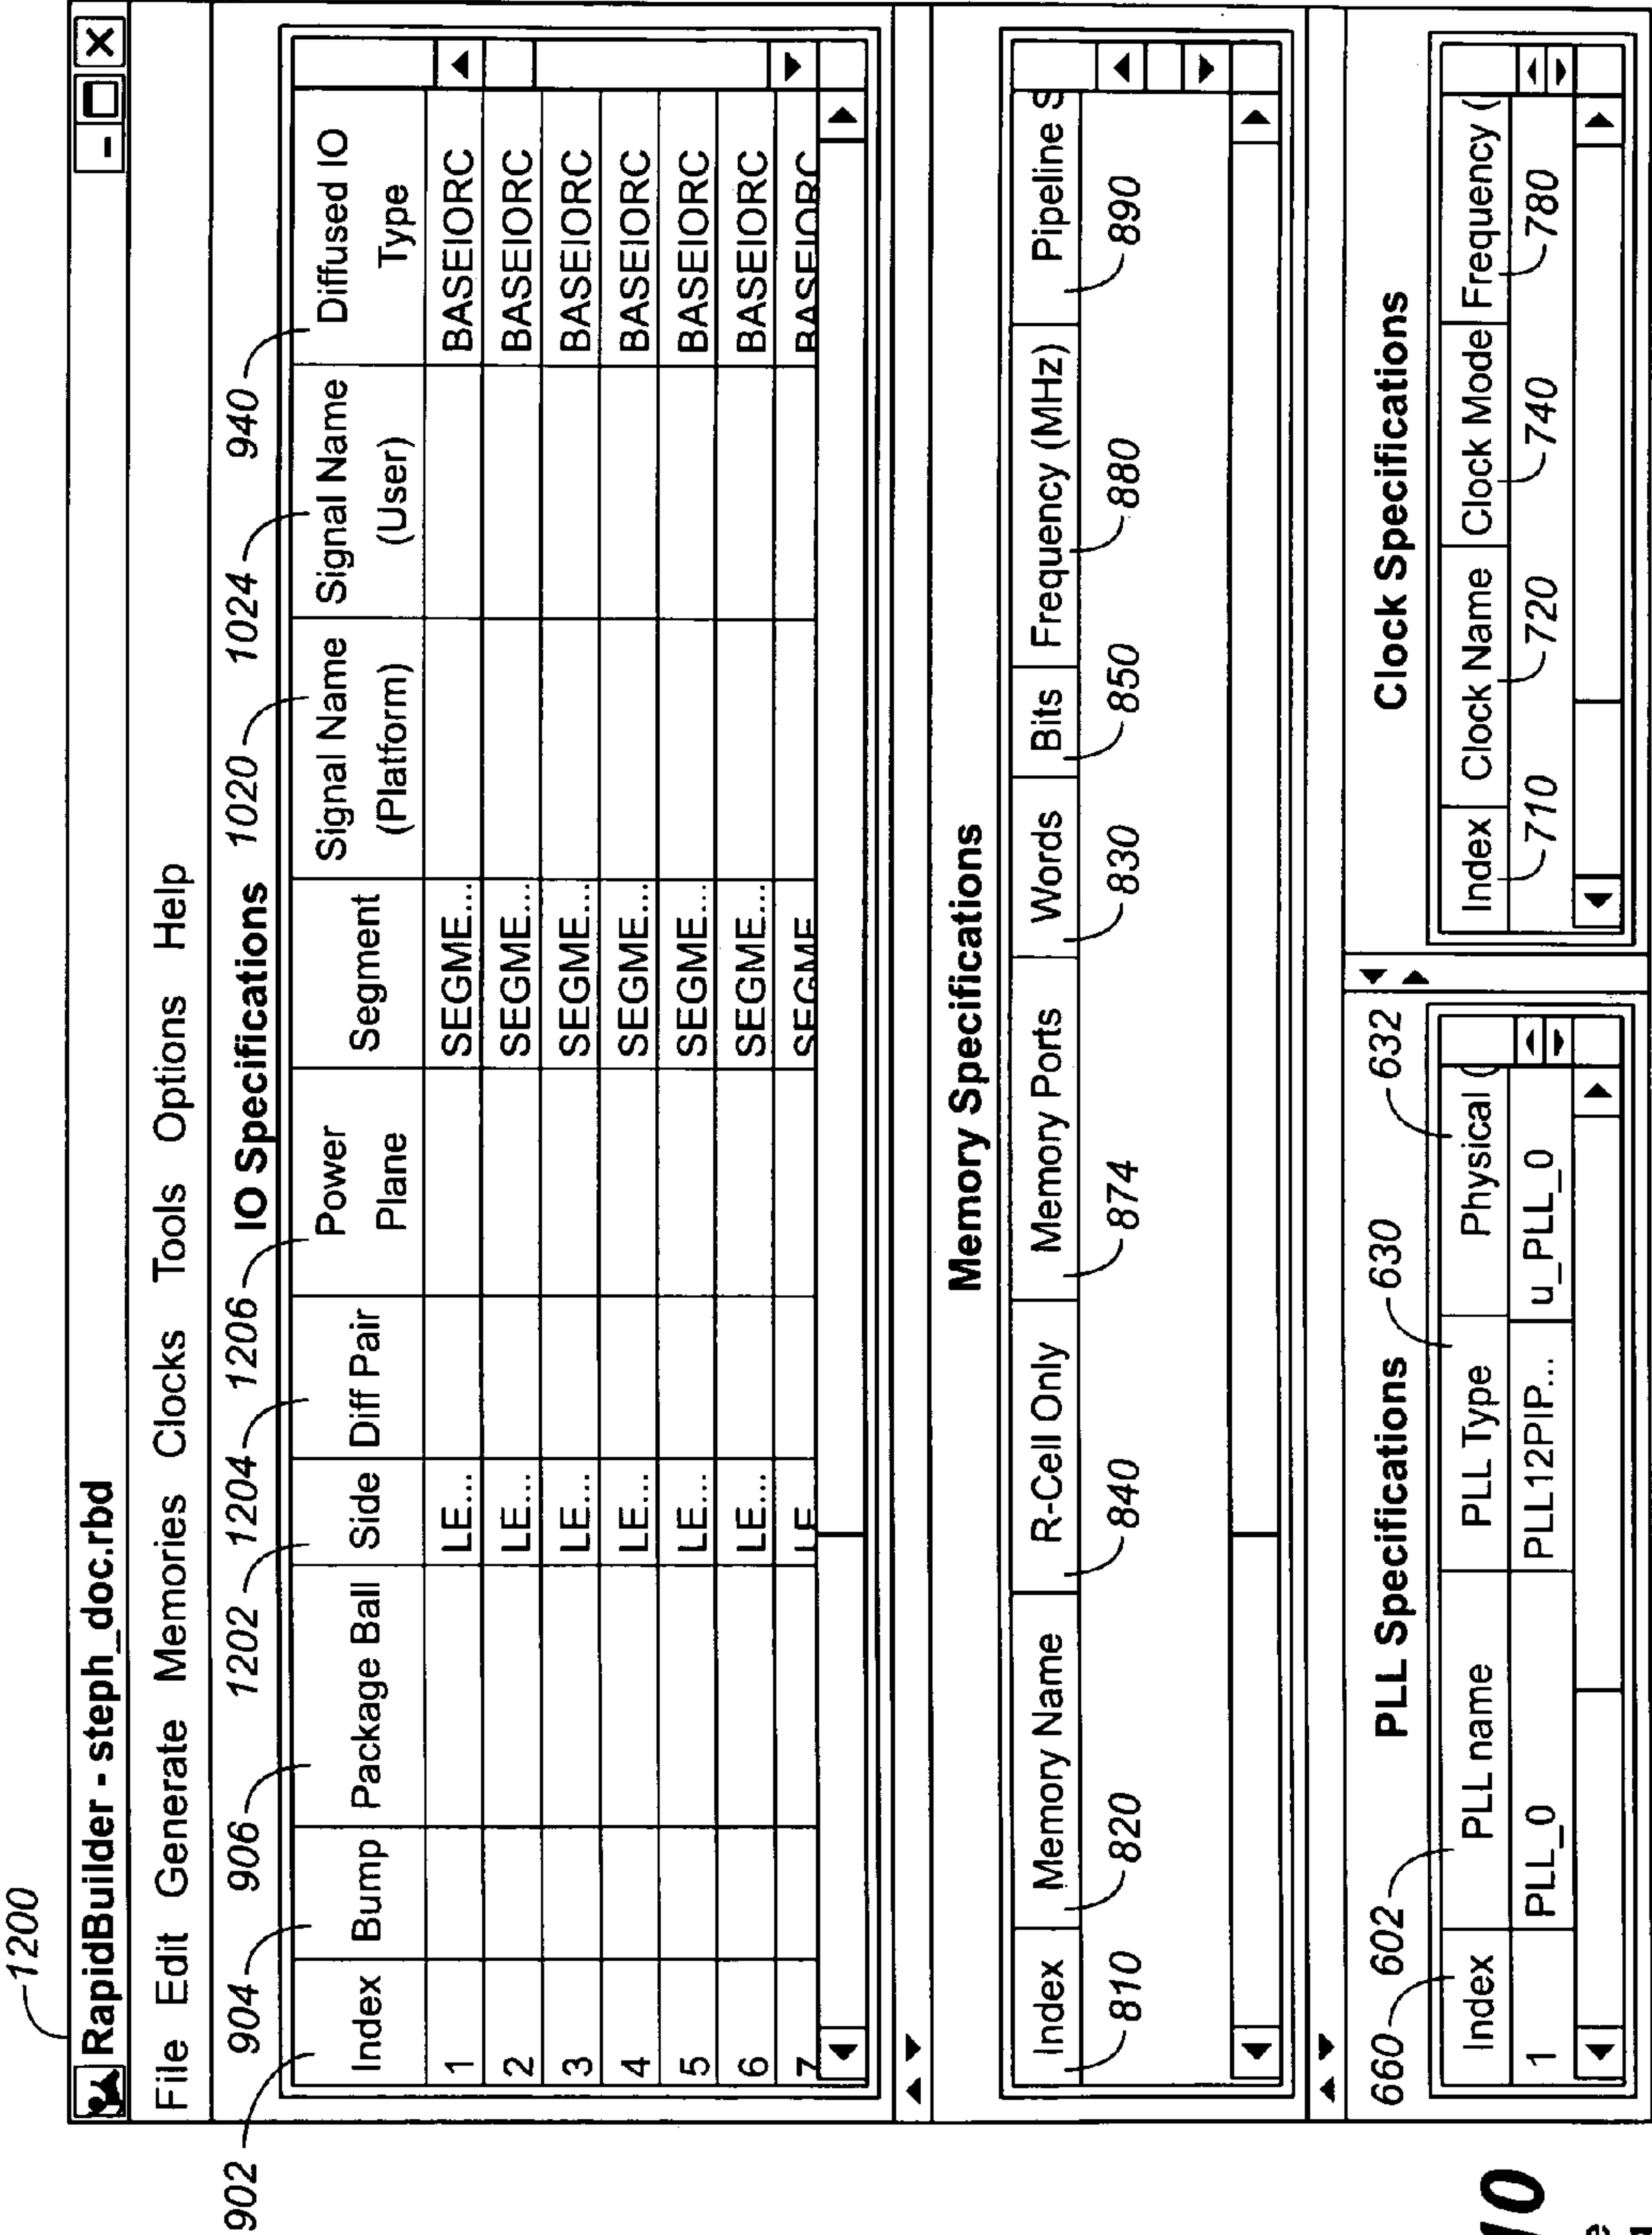 1200
RapidBuilder - steph_doc.rbd
File Edit Generate Memories Clocks Tools Options Help
902 904 906 1202 1204 1206 IO Specifications 1020 1024 940
Index Bump Package Ball Side Diff Pair Power Plane Segment Signal Name (Platform) Signal Name (User) Diffused IO Type
1 LE... SEGME... BASEIORC
2 LE... SEGME... BASEIORC
3 LE... SEGME... BASEIORC
4 LE... SEGME... BASEIORC
5 LE... SEGME... BASEIORC
6 LE... SEGME... BASEIORC
7 LE SEGME BASEIORC
Memory Specifications
Index Memory Name R-Cell Only Memory Ports Words Bits Frequency (MHz) Pipeline S
810 820 840 874 830 850 880 890
660 602 PLL Specifications 630 632
Index PLL name PLL Type Physical (
1 PLL_0 PLL12PIP... u_PLL_0
Clock Specifications
Index Clock Name Clock Mode Frequency (
710 720 740 780
10